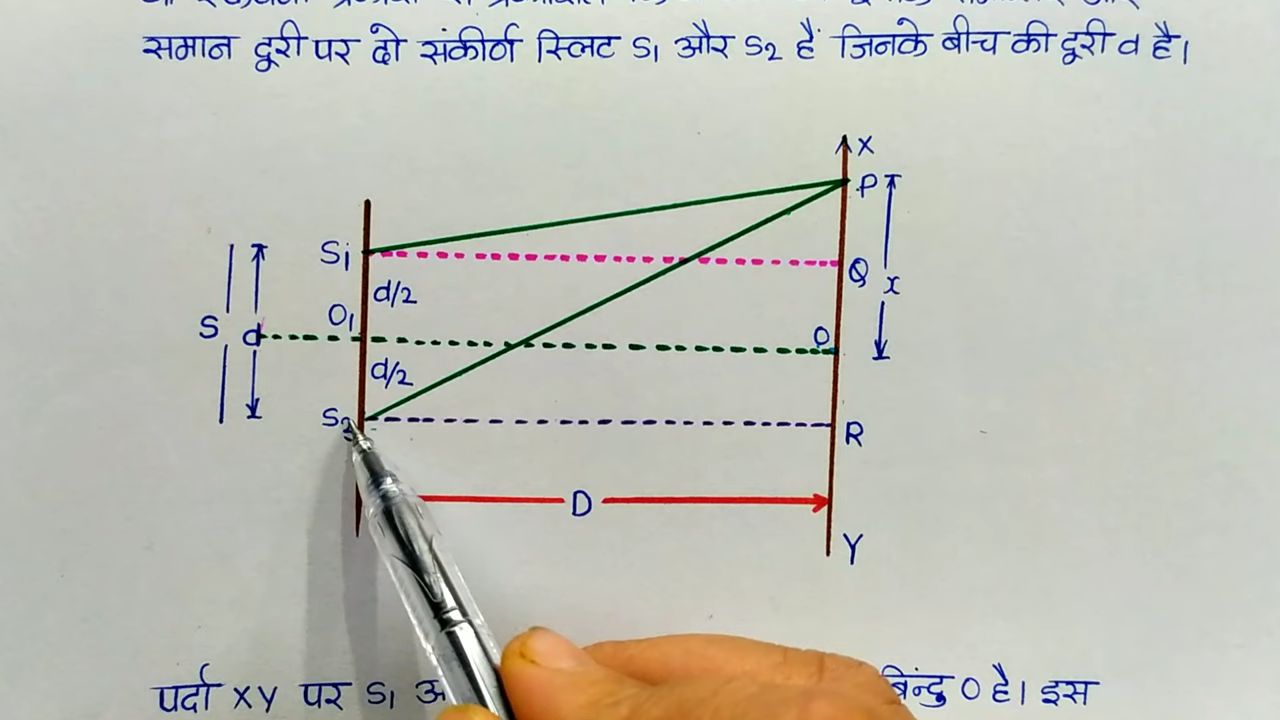 समान दूरी पर दो संकीर्ण स्लिट S₁ और S₂ हैं जिनके बीच की दूरी d है।
X
P
S₁
Q
d/2
x
O₁
S
d
O
d/2
S₂
R
D
Y
पर्दा XY पर S₁ बिन्दु O है। इस